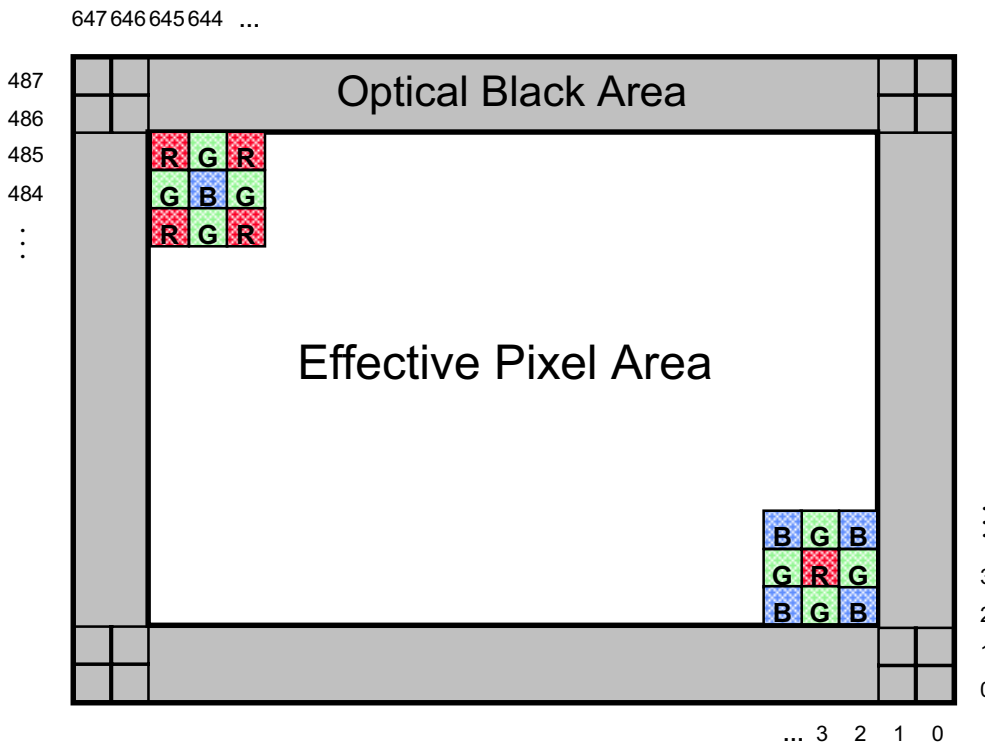 647 646 645 644 ...
487
Optical Black Area
486
485
R G R
484
G B G
R G R
⋮
Effective Pixel Area
B G B
⋮
G R G
3
B G B
2
1
0
... 3 2 1 0